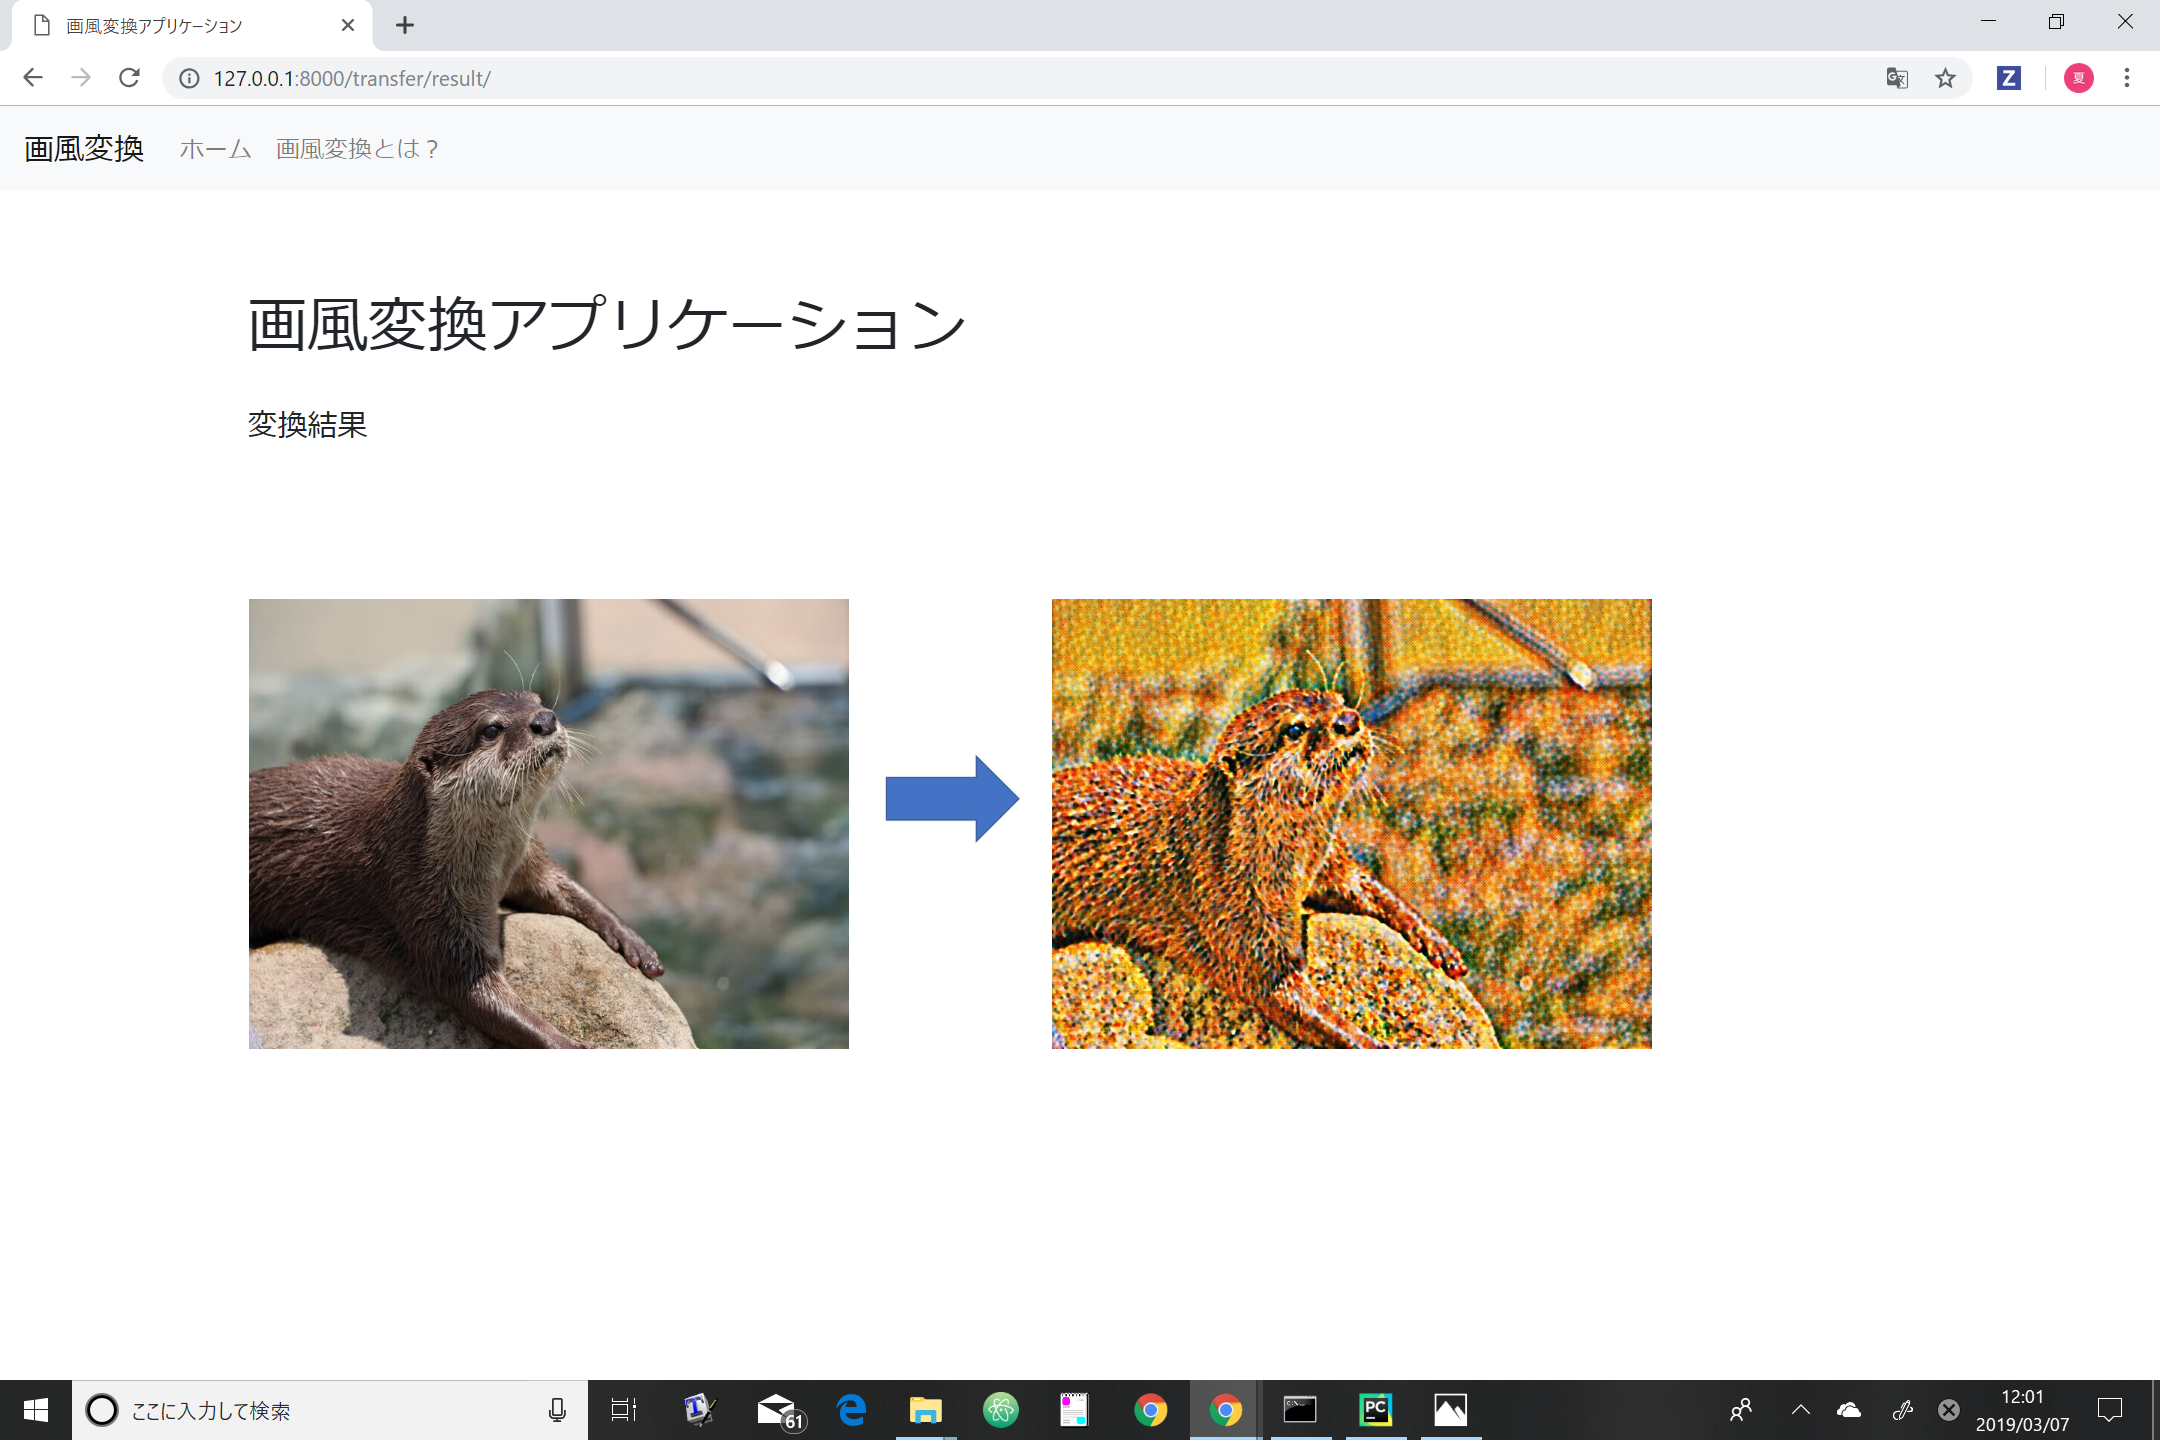 画風変換アプリケーション
127.0.0.1:8000/transfer/result/
Z
夏
画風変換 ホーム 画風変換とは？
画風変換アプリケーション
変換結果
ここに入力して検索
61
PC
12:01
2019/03/07